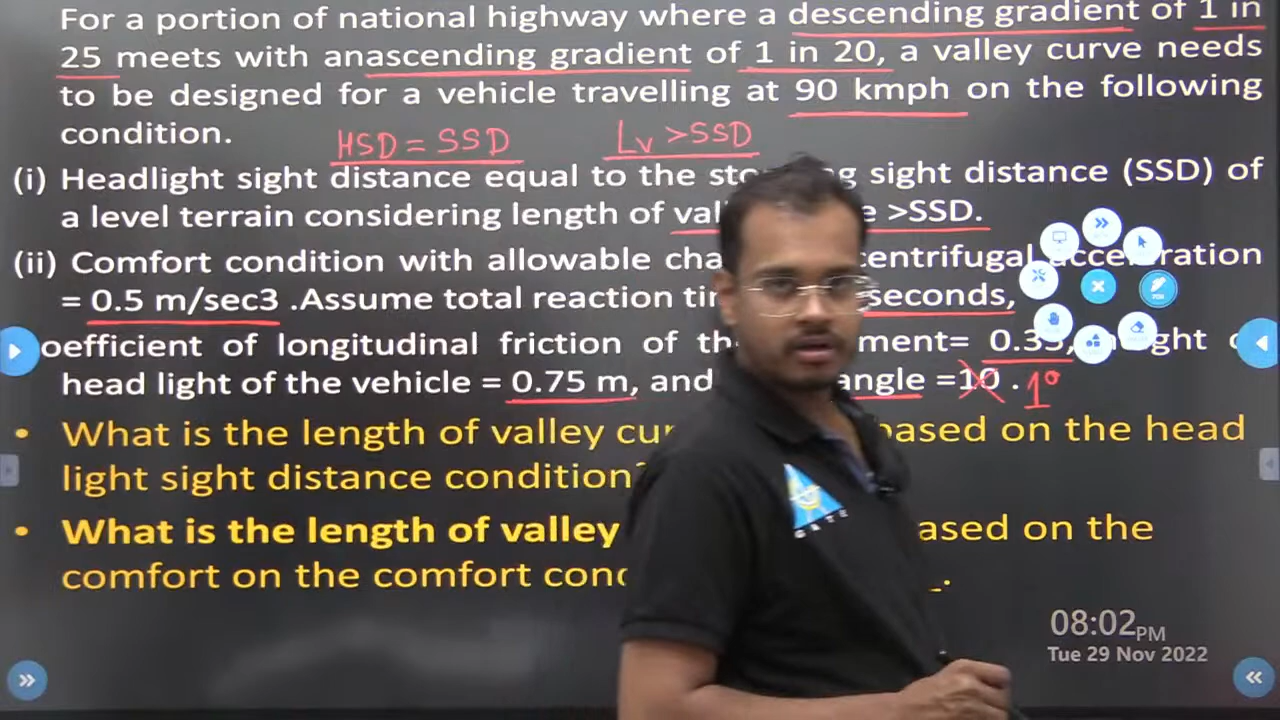 For a portion of national highway where a descending gradient of 1 in
25 meets with anascending gradient of 1 in 20, a valley curve needs
to be designed for a vehicle travelling at 90 kmph on the following
condition.
HSD = SSD Lv >SSD
(i) Headlight sight distance equal to the sto g sight distance (SSD) of
a level terrain considering length of val e >SSD.
(ii) Comfort condition with allowable cha entrifugal acceleration
= 0.5 m/sec3 .Assume total reaction ti seconds,
oefficient of longitudinal friction of th ment= 0.35, ght
head light of the vehicle = 0.75 m, and angle =10 . 1°
• What is the length of valley cu based on the head
light sight distance condition?
• What is the length of valley ased on the
comfort on the comfort con
GATE
08:02PM
Tue 29 Nov 2022